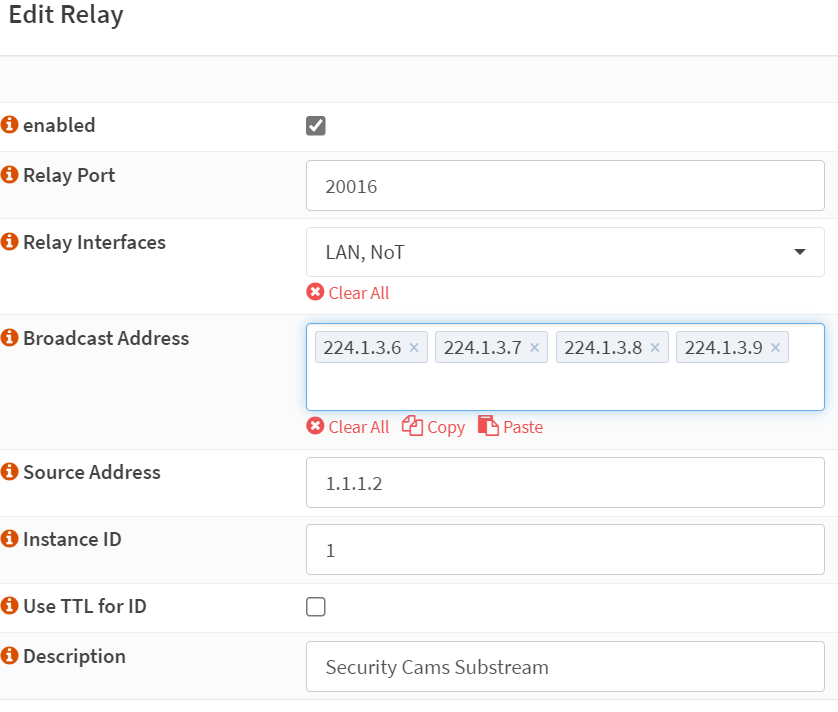 Edit Relay
enabled
Relay Port
20016
Relay Interfaces
LAN, NoT
Clear All
Broadcast Address
224.1.3.6 × 224.1.3.7 × 224.1.3.8 × 224.1.3.9 ×
Clear All Copy Paste
Source Address
1.1.1.2
Instance ID
1
Use TTL for ID
Description
Security Cams Substream